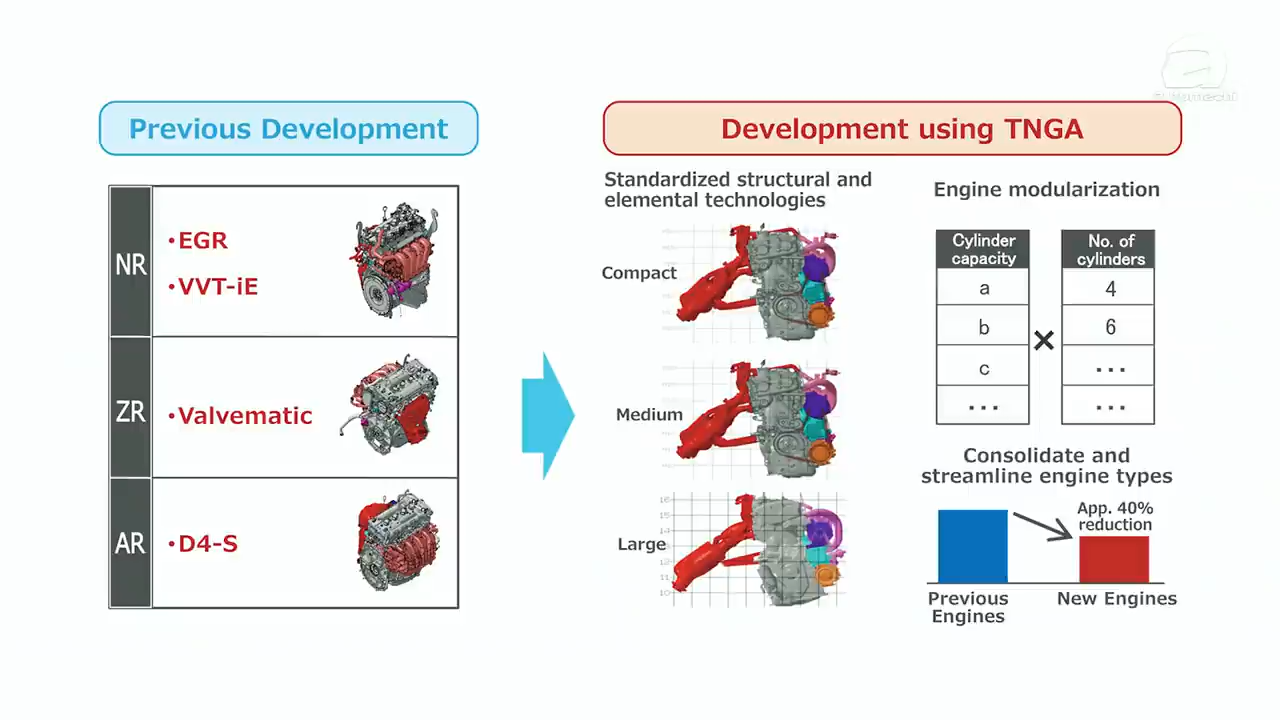 Previous Development
NR
•EGR
•VVT-iE
ZR
•Valvematic
AR
•D4-S
Development using TNGA
Standardized structural and
elemental technologies
Compact
Medium
Large
Engine modularization
Cylinder
capacity
a
b
c
...
×
No. of
cylinders
4
6
...
...
Consolidate and
streamline engine types
App. 40%
reduction
Previous
Engines
New Engines